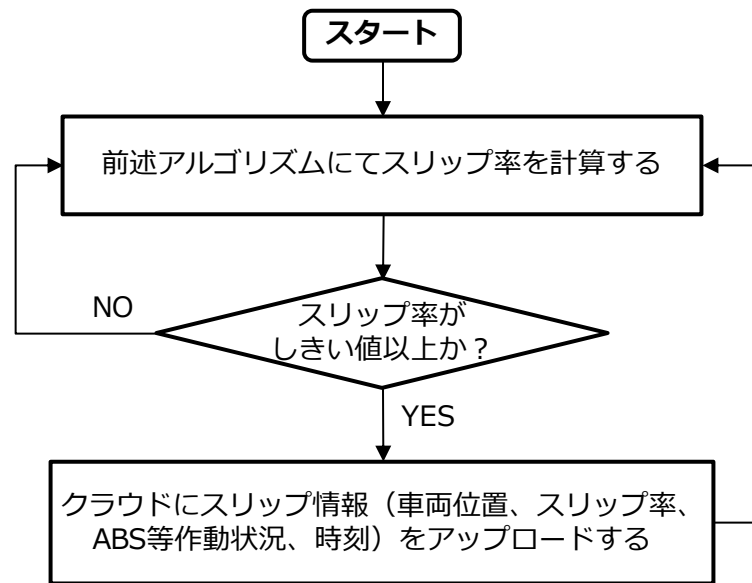 スタート
前述アルゴリズムにてスリップ率を計算する
スリップ率が
しきい値以上か？
NO
YES
クラウドにスリップ情報（車両位置、スリップ率、
ABS等作動状況、時刻）をアップロードする